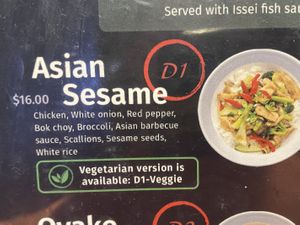 Served with Issei fish sau
Asian
D1
$16.00 Sesame
Chicken, White onion, Red pepper,
Bok choy, Broccoli, Asian barbecue
sauce, Scallions, Sesame seeds,
White rice
Vegetarian version is
available: D1-Veggie